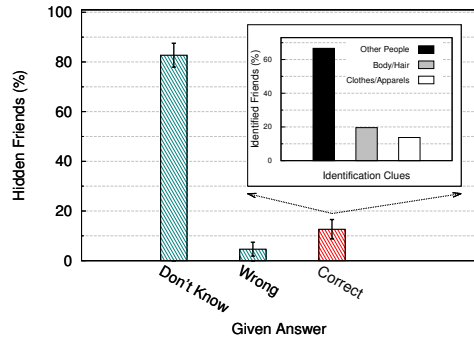 100
80
60
40
20
0
Hidden Friends (%)
Don't Know
Wrong
Correct
Given Answer
60
40
20
0
Identified Friends (%)
Other People
Body/Hair
Clothes/Apparels
Identification Clues